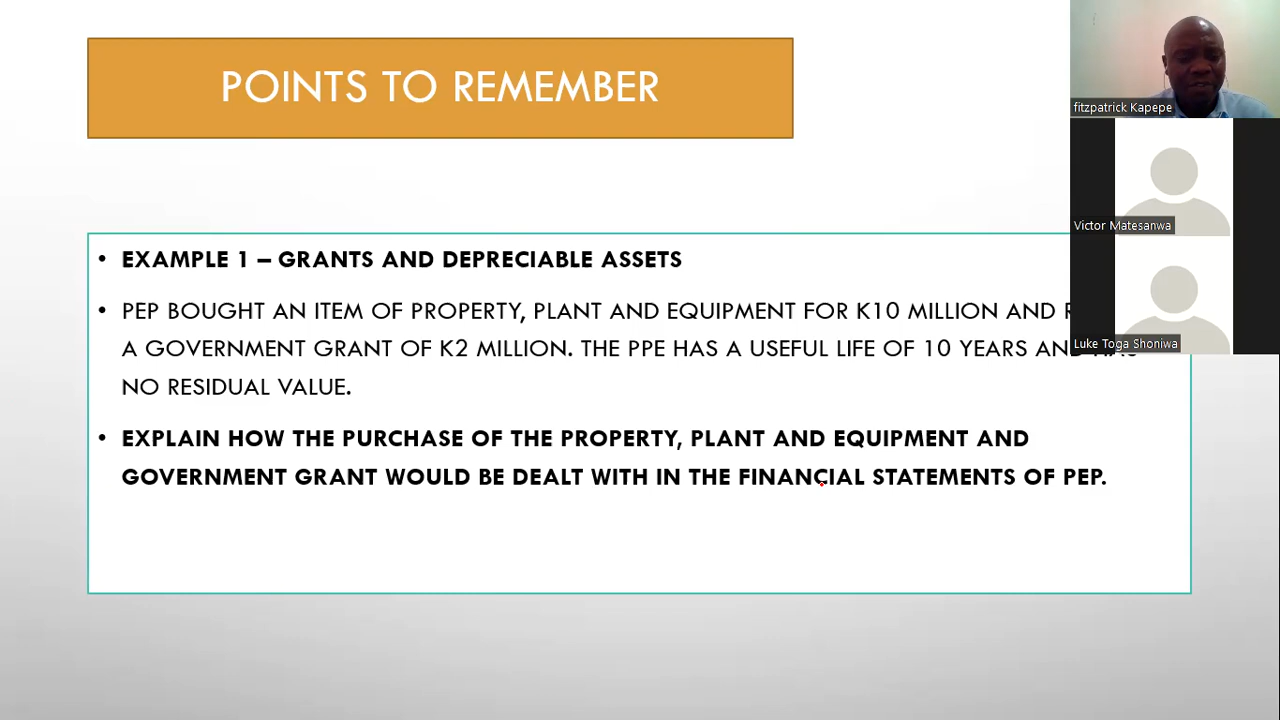 POINTS TO REMEMBER
• EXAMPLE 1 – GRANTS AND DEPRECIABLE ASSETS
• PEP BOUGHT AN ITEM OF PROPERTY, PLANT AND EQUIPMENT FOR K10 MILLION AND
A GOVERNMENT GRANT OF K2 MILLION. THE PPE HAS A USEFUL LIFE OF 10 YEARS AND
NO RESIDUAL VALUE.
• EXPLAIN HOW THE PURCHASE OF THE PROPERTY, PLANT AND EQUIPMENT AND
GOVERNMENT GRANT WOULD BE DEALT WITH IN THE FINANCIAL STATEMENTS OF PEP.
fitzpatrick Kapepe
Victor Matesanwa
Luke Toga Shoniwa